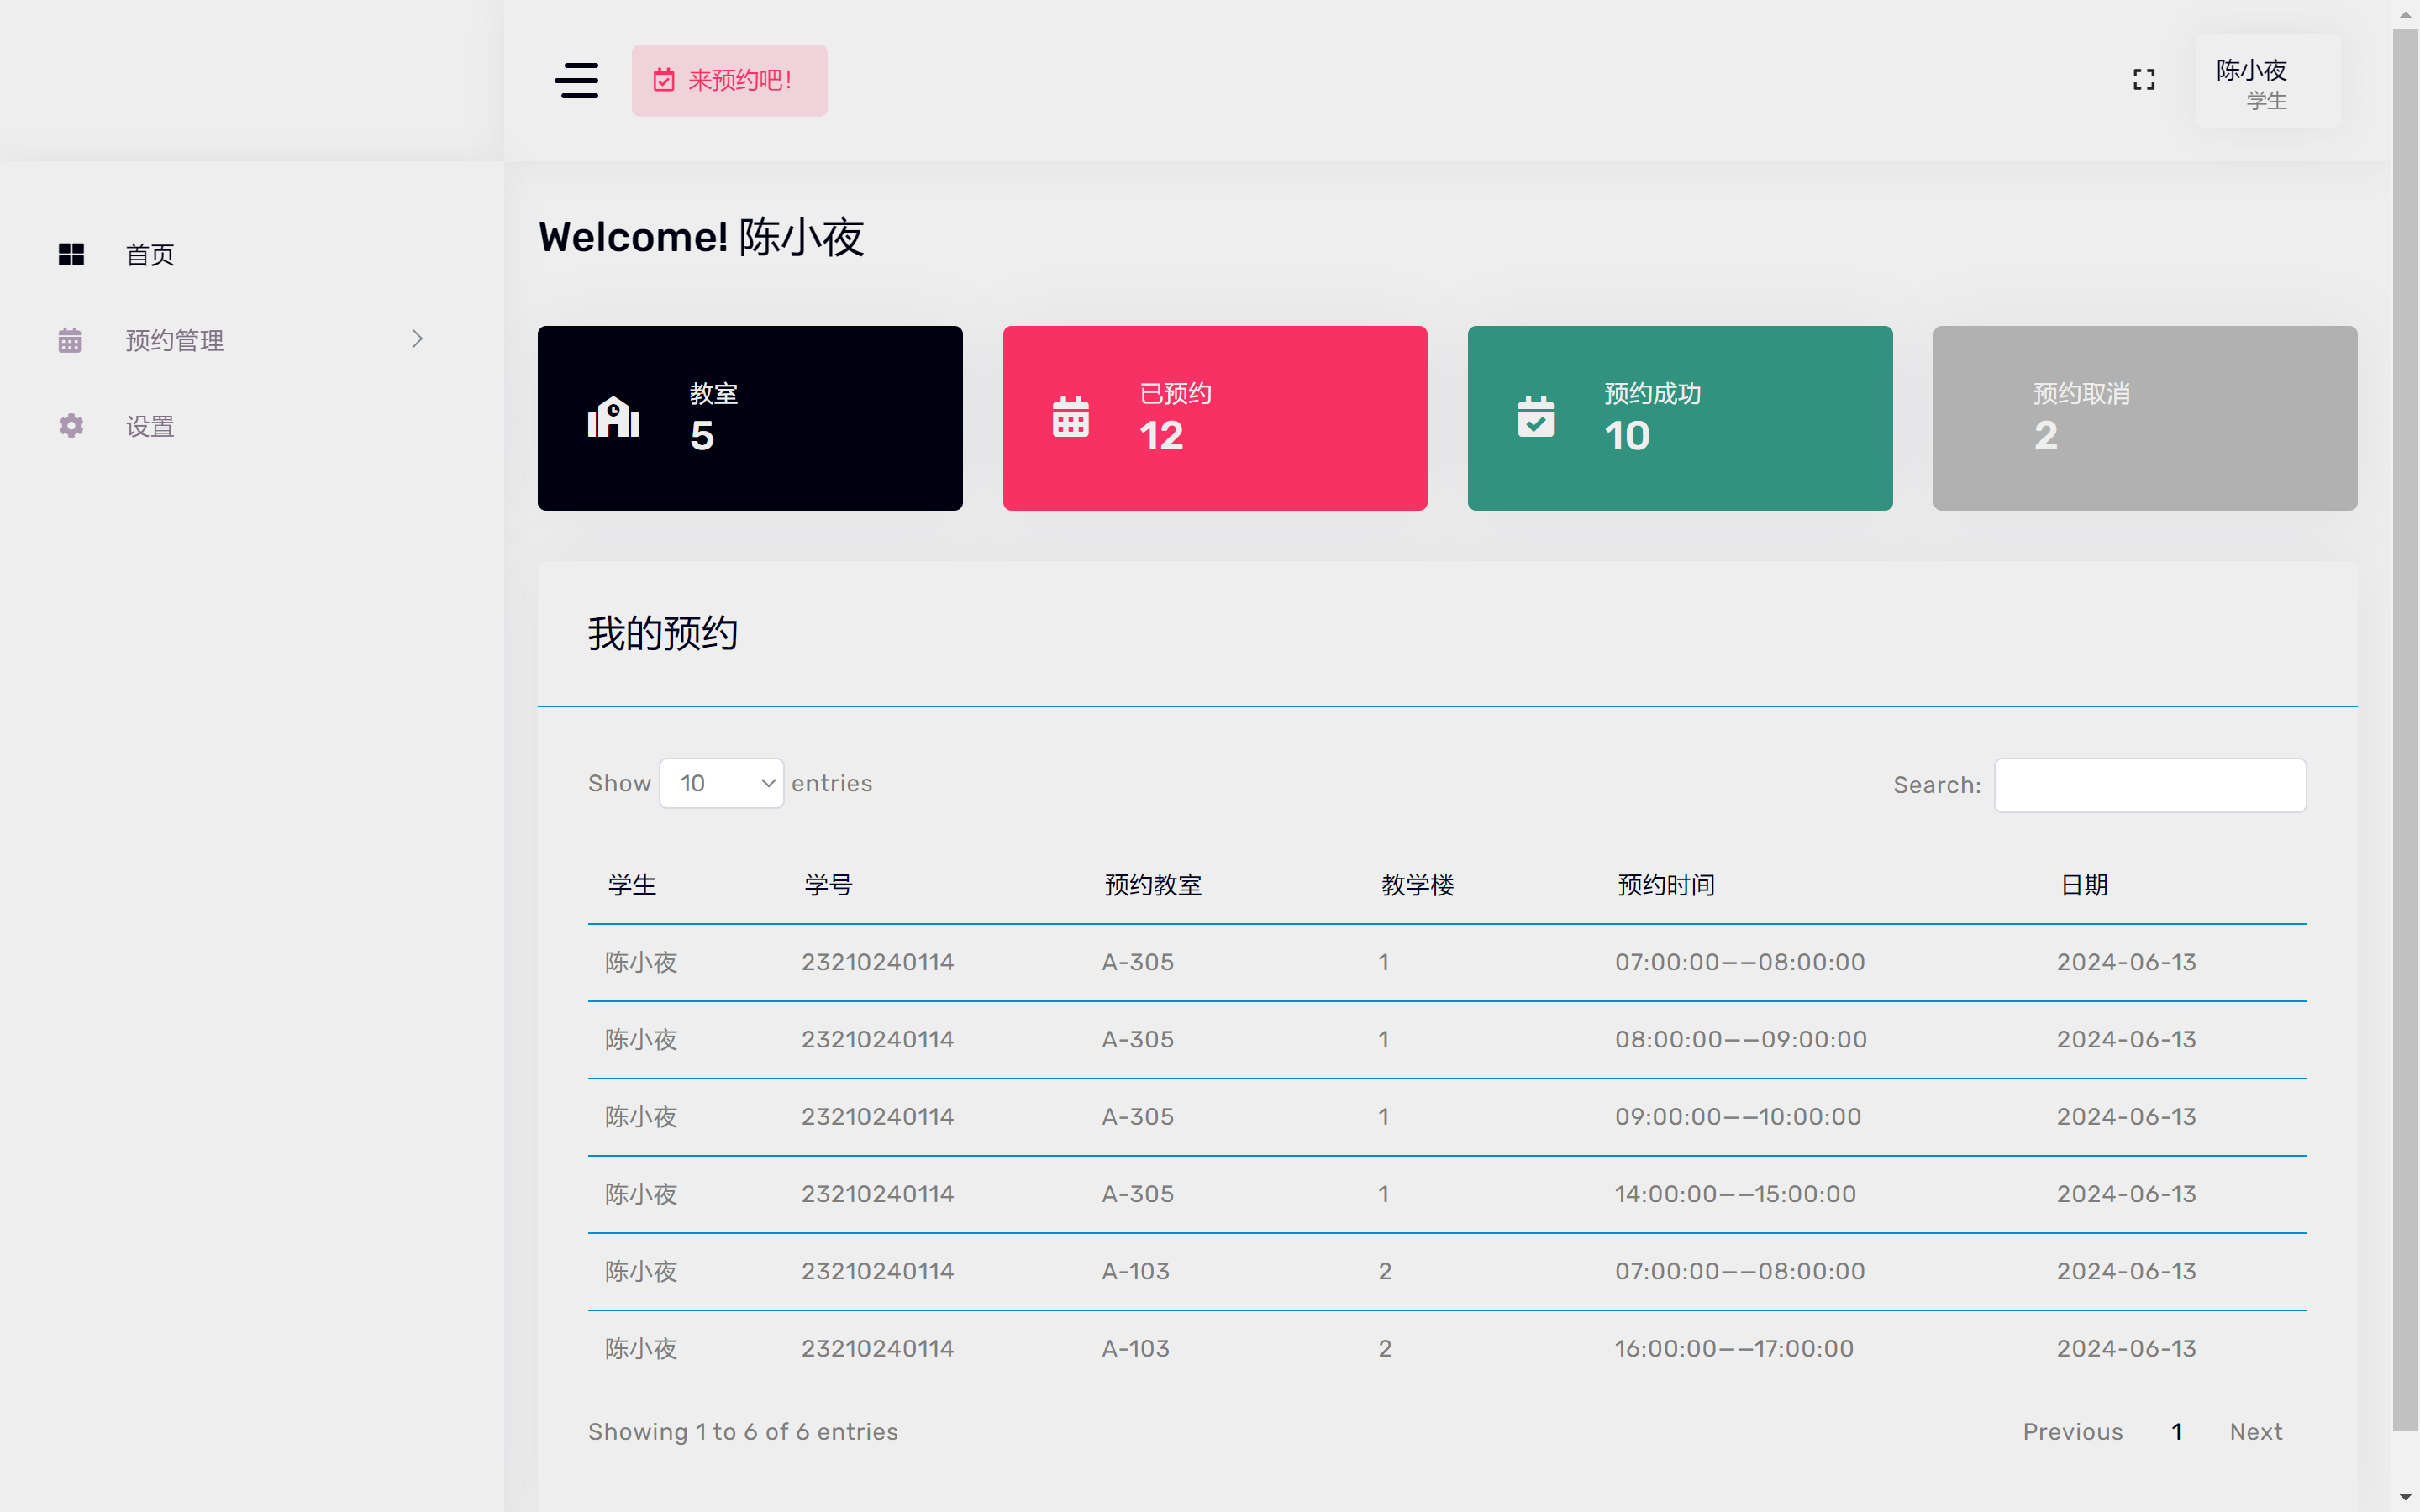 来预约吧！
陈小夜
学生
首页
预约管理
设置
Welcome! 陈小夜
教室
5
已预约
12
预约成功
10
预约取消
2
我的预约
Show 10 entries
Search:
学生 学号 预约教室 教学楼 预约时间 日期
陈小夜 23210240114 A-305 1 07:00:00——08:00:00 2024-06-13
陈小夜 23210240114 A-305 1 08:00:00——09:00:00 2024-06-13
陈小夜 23210240114 A-305 1 09:00:00——10:00:00 2024-06-13
陈小夜 23210240114 A-305 1 14:00:00——15:00:00 2024-06-13
陈小夜 23210240114 A-103 2 07:00:00——08:00:00 2024-06-13
陈小夜 23210240114 A-103 2 16:00:00——17:00:00 2024-06-13
Showing 1 to 6 of 6 entries
Previous 1 Next